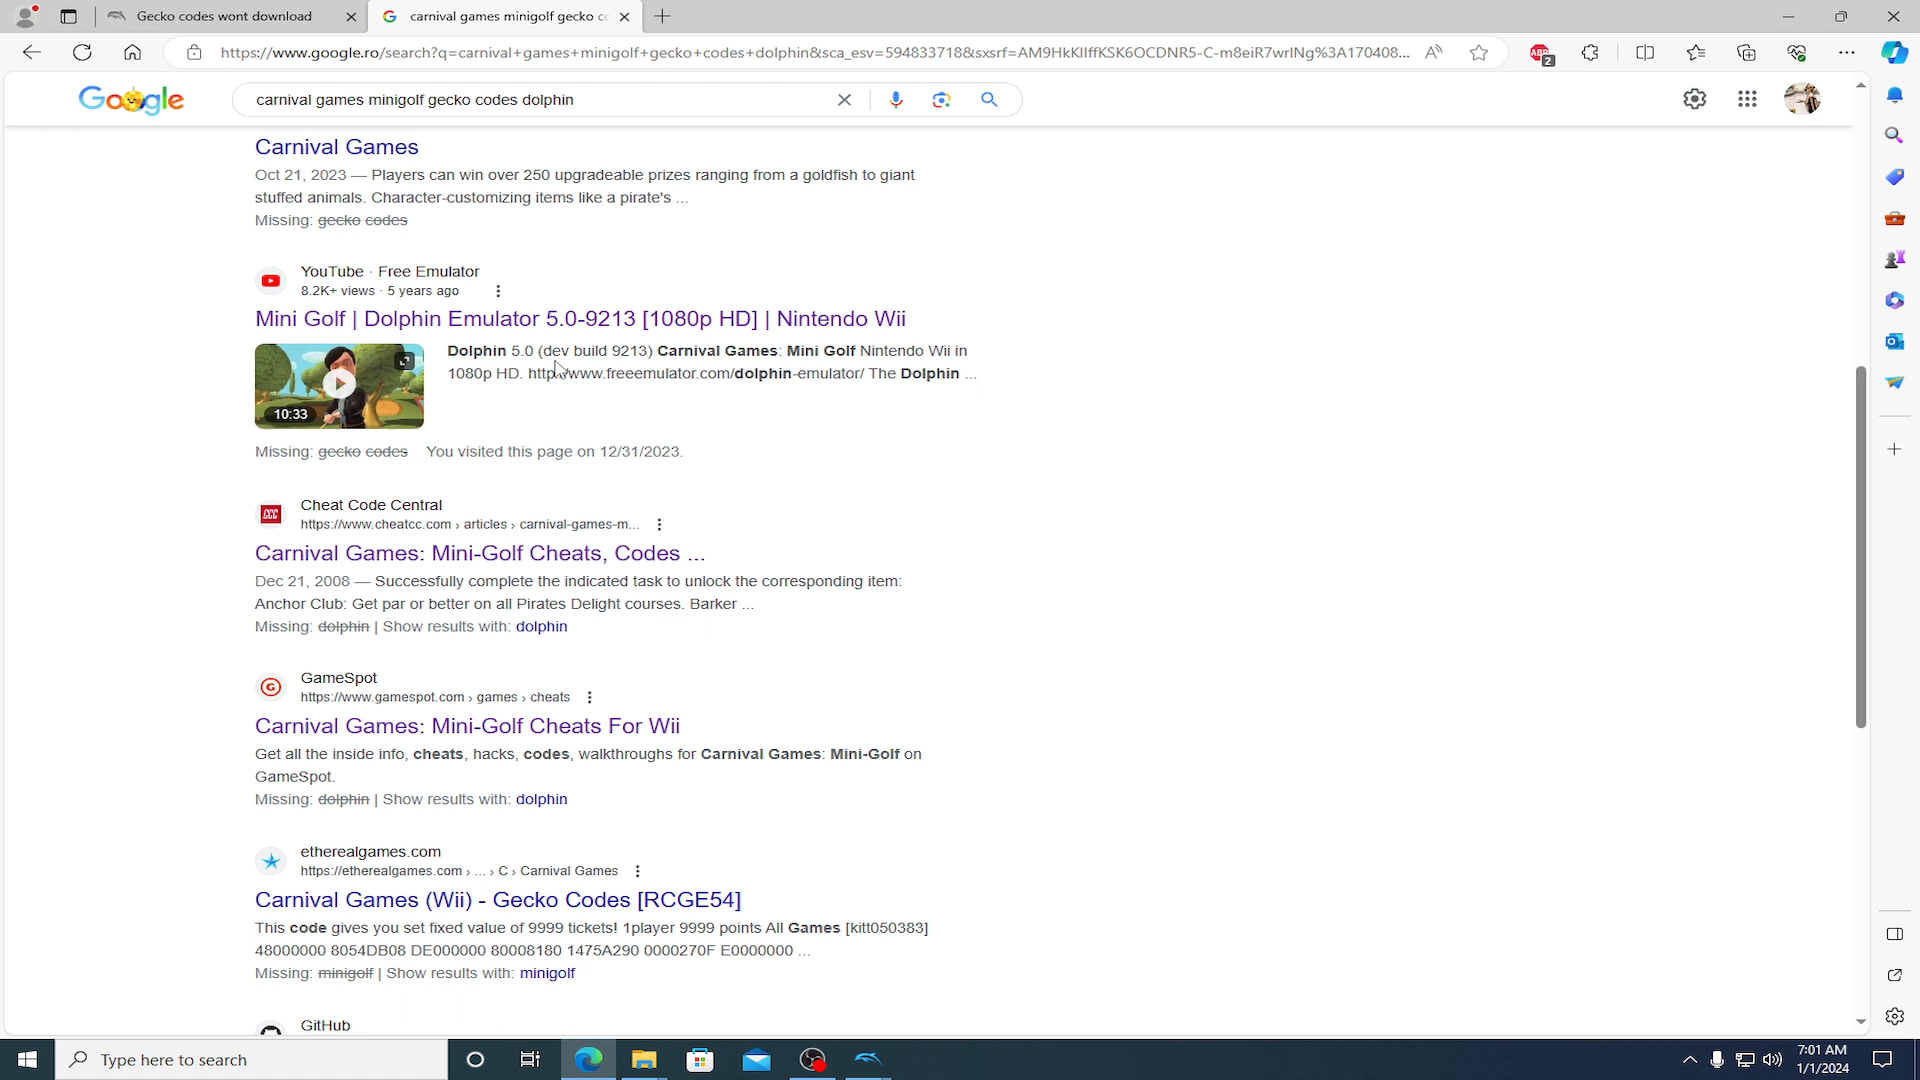 Gecko codes wont download
carnival games minigolf gecko co
https://www.google.ro/search?q=carnival+games+minigolf+gecko+codes+dolphin&sca_esv=594833718&sxsrf=AM9HkKIIffKSK6OCDNR5-C-m8eiR7wrINg%3A170408...
ABP
2
Google
carnival games minigolf gecko codes dolphin
Carnival Games
Oct 21, 2023 — Players can win over 250 upgradeable prizes ranging from a goldfish to giant
stuffed animals. Character-customizing items like a pirate's ...
Missing: gecko codes
YouTube · Free Emulator
8.2K+ views · 5 years ago
Mini Golf | Dolphin Emulator 5.0-9213 [1080p HD] | Nintendo Wii
Dolphin 5.0 (dev build 9213) Carnival Games: Mini Golf Nintendo Wii in
1080p HD. http://www.freeemulator.com/dolphin-emulator/ The Dolphin ...
10:33
Missing: gecko codes You visited this page on 12/31/2023.
CCC
Cheat Code Central
https://www.cheatcc.com › articles › carnival-games-m...
Carnival Games: Mini-Golf Cheats, Codes ...
Dec 21, 2008 — Successfully complete the indicated task to unlock the corresponding item:
Anchor Club: Get par or better on all Pirates Delight courses. Barker ...
Missing: dolphin | Show results with: dolphin
G
GameSpot
https://www.gamespot.com › games › cheats
Carnival Games: Mini-Golf Cheats For Wii
Get all the inside info, cheats, hacks, codes, walkthroughs for Carnival Games: Mini-Golf on
GameSpot.
Missing: dolphin | Show results with: dolphin
etherealgames.com
https://etherealgames.com › ... › C › Carnival Games
Carnival Games (Wii) - Gecko Codes [RCGE54]
This code gives you set fixed value of 9999 tickets! 1player 9999 points All Games [kitt050383]
48000000 8054DB08 DE000000 80008180 1475A290 0000270F E0000000 ...
Missing: minigolf | Show results with: minigolf
GitHub
Type here to search
7:01 AM
1/1/2024